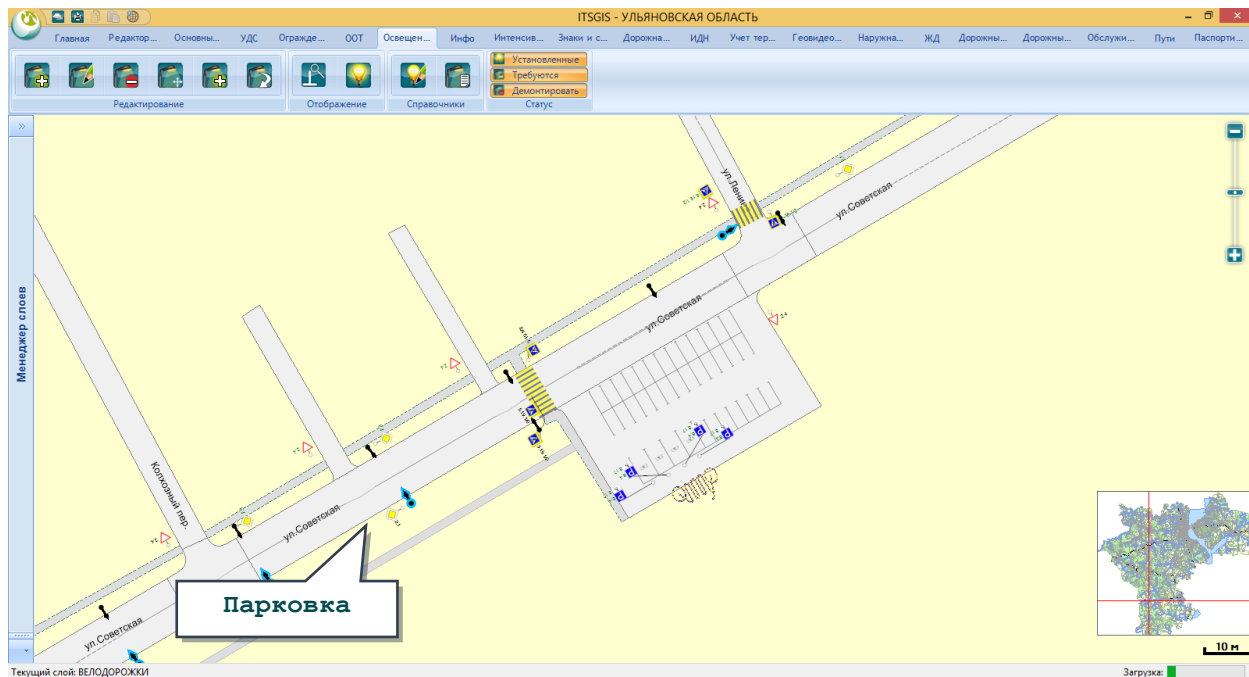 ITSGIS - УЛЬЯНОВСКАЯ ОБЛАСТЬ
Главная Редактор... Основны... УДС Огражде... ООТ Освещен... Инфо Интенсив... Знаки и с... Дорожна... ИДН Учет тер... Геовидео... Наружна... ЖД Дорожны... Дорожны... Обслужи... Пути Паспорти...
Установленные
Требуются
Демонтировать
Редактирование Отображение Справочники Статус
Менеджер слоев
ул.Советская
ул.Советская
Колхозный пер.
ул.Советская
ул.Советская
Парковка
10 м
Текущий слой: ВЕЛОДОРОЖКИ
Загрузка: